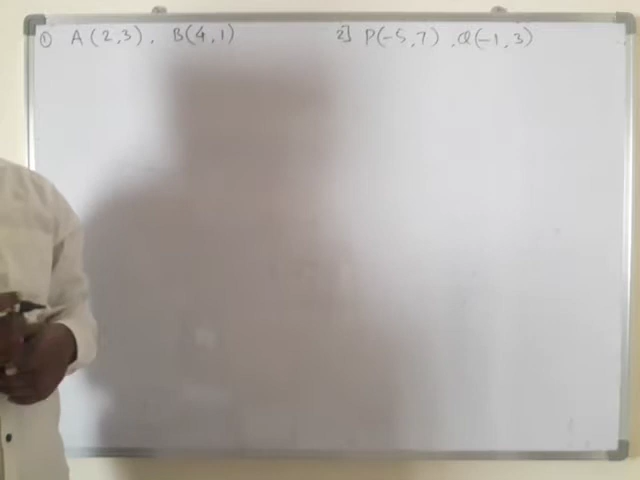 ① A (2,3) , B(4,1)
2] P(-5,7) , Q(-1,3)